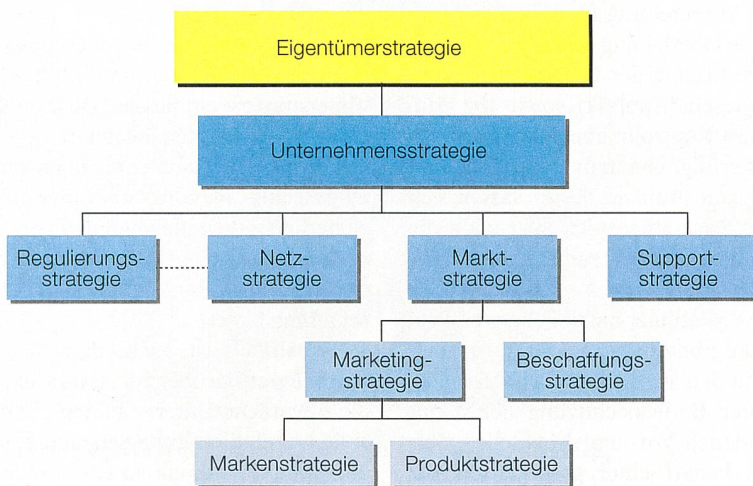 Eigentümerstrategie
Unternehmensstrategie
Regulierungs-
strategie
Netz-
strategie
Markt-
strategie
Support-
strategie
Marketing-
strategie
Beschaffungs-
strategie
Markenstrategie
Produktstrategie